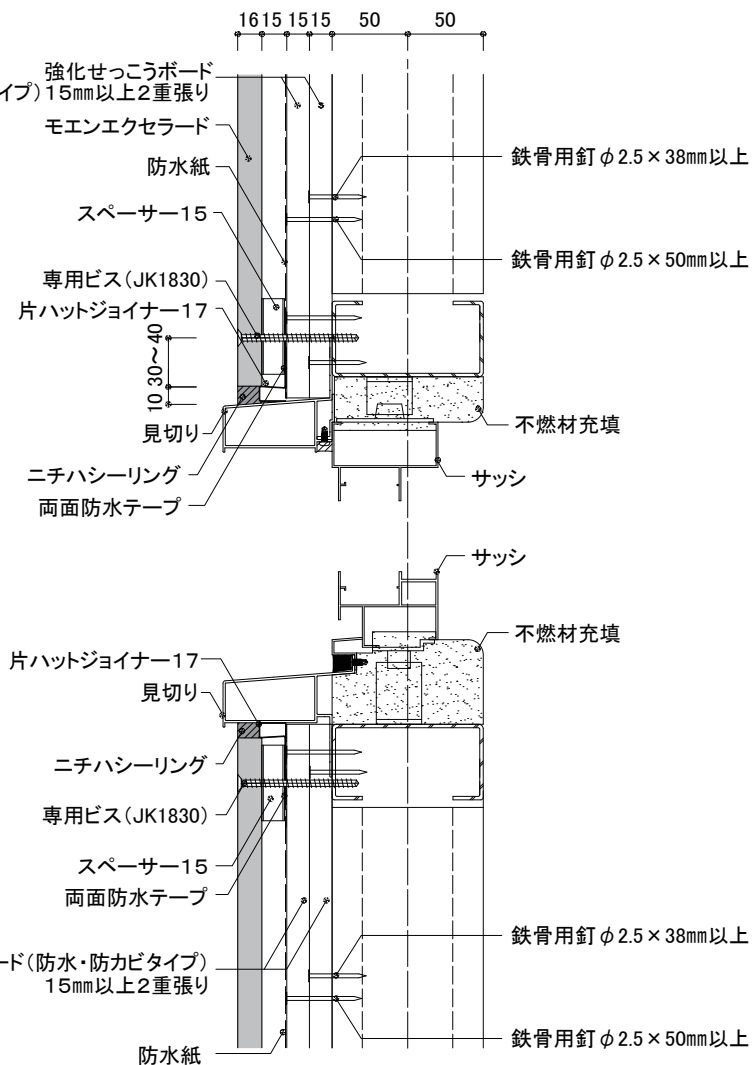 16 15 15 15 50 50
強化せっこうボード
イプ)15mm以上2重張り
モエンエクセラード
防水紙
鉄骨用釘φ2.5×38mm以上
スペーサー15
鉄骨用釘φ2.5×50mm以上
専用ビス(JK1830)
片ハットジョイナー17
10 30～40
見切り
不燃材充填
ニチハシーリング
サッシ
両面防水テープ
サッシ
不燃材充填
片ハットジョイナー17
見切り
ニチハシーリング
専用ビス(JK1830)
スペーサー15
両面防水テープ
鉄骨用釘φ2.5×38mm以上
ード(防水・防カビタイプ)
15mm以上2重張り
鉄骨用釘φ2.5×50mm以上
防水紙